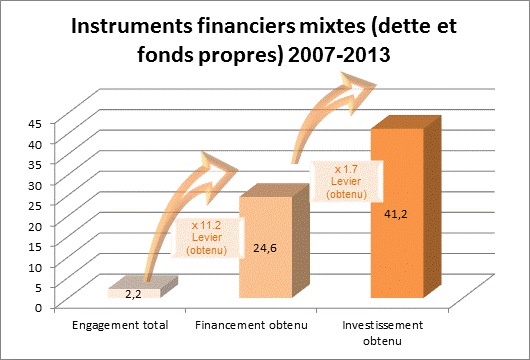 Instruments financiers mixtes (dette et
fonds propres) 2007-2013
45
40
35
30
25
20
15
10
5
0
x 11.2
Levier
(obtenu)
x 1.7
Levier
(obtenu)
2,2
24,6
41,2
Engagement total
Financement obtenu
Investissement
obtenu